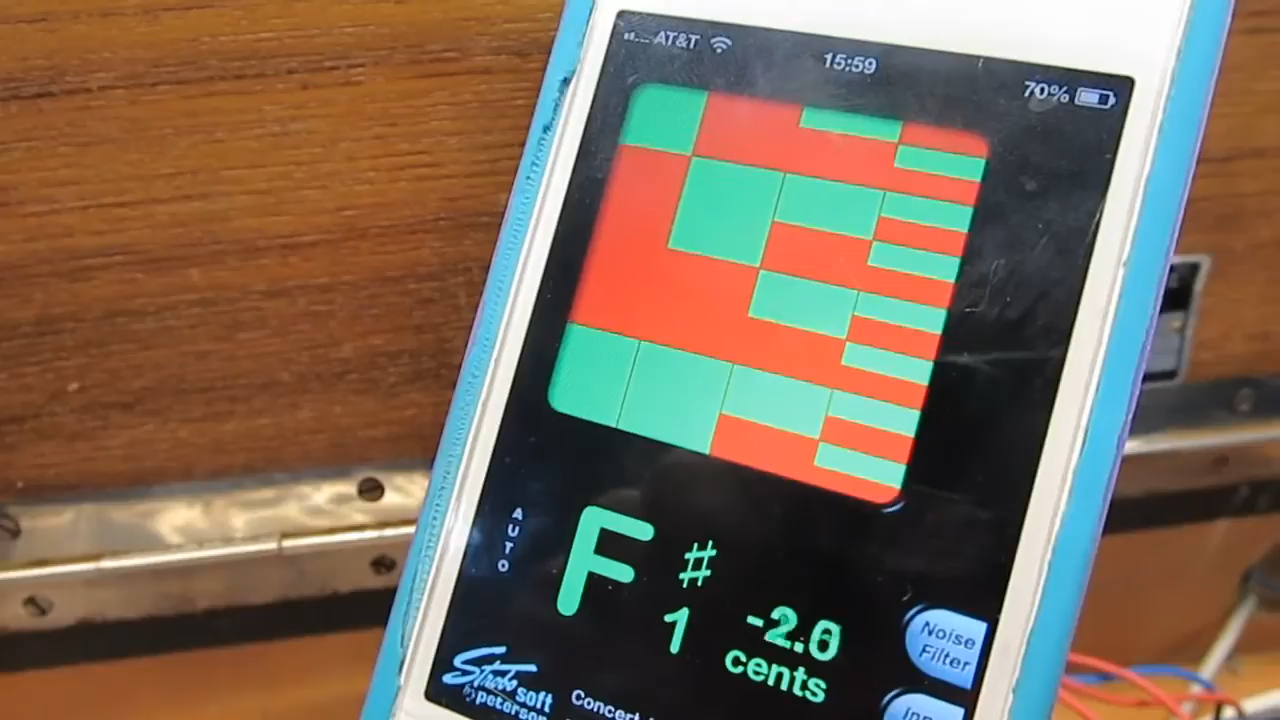 AT&T
15:59
70%
AUTO
F#
1
-2.0
cents
Noise
Filter
Strobo soft
by peterson
Concert